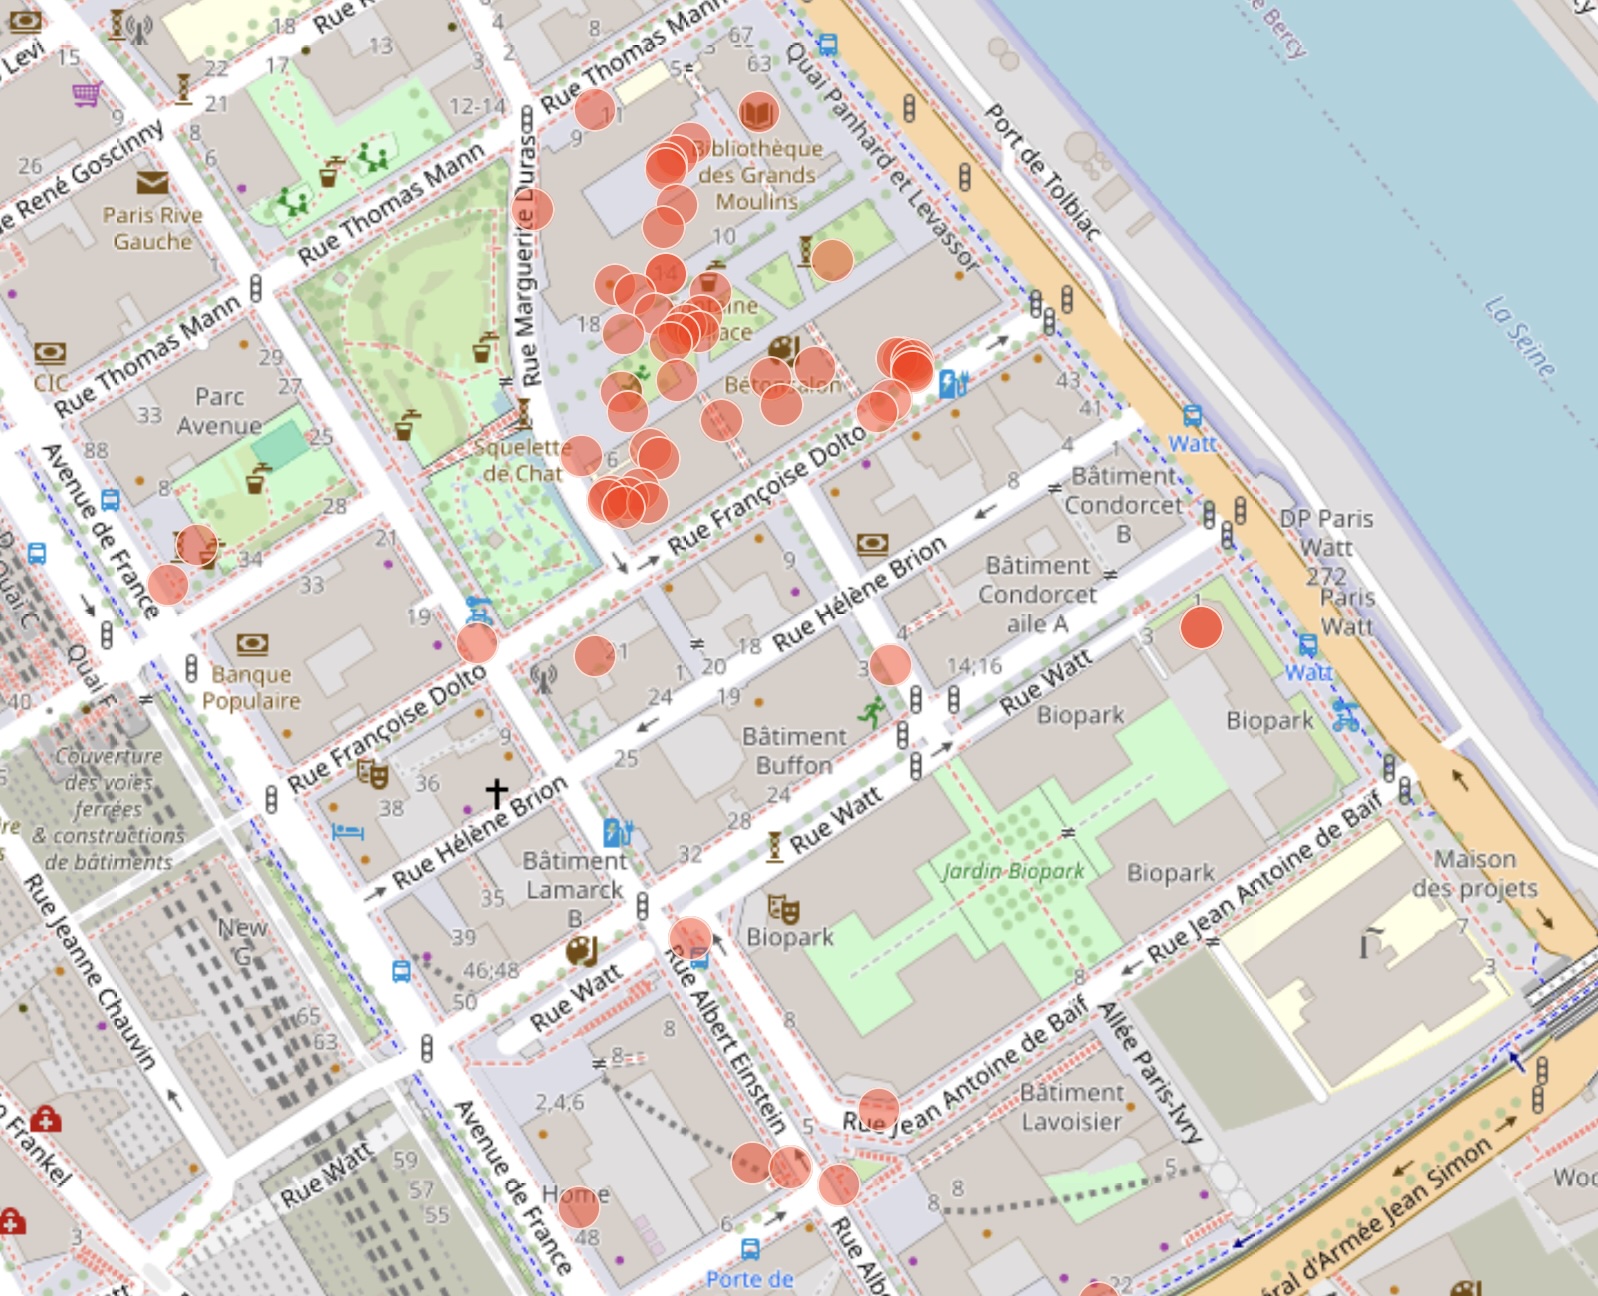 Levi
15
18
Rue
13
8
4
2
3
Rue Thomas Mann
67
3
5
63
22
17
21
12-14
9
11
9
8
6
26
Rue René Goscinny
Paris Rive
Gauche
1
Rue Thomas Mann
Rue Marguerite Duras
Bibliothèque
des Grands
Moulins
10
14
18
Quai Panhard et Levassor
Port de Tolbiac
de Bercy
La Seine
CIC
Rue Thomas Mann
29
27
Parc
Avenue
33
25
88
8
28
34
Avenue de France
Squelette
de Chat
6
Bétonsalon
Rue Françoise Dolto
43
41
4
1
8
Watt
Bâtiment
Condorcet
B
DP Paris
Watt
272
Paris
Watt
Watt
21
33
19
9
Rue Hélène Brion
Bâtiment
Condorcet
aile A
1
3
4
3
14;16
Rue Watt
Biopark
Biopark
Banque
Populaire
Quai F
40
21
1
20
18
24
19
Rue Françoise Dolto
9
36
38
25
Bâtiment
Buffon
24
28
32
Rue Watt
Couverture
des voies
ferrées
& constructions
de bâtiments
Rue Hélène Brion
Bâtiment
Lamarck
B
35
39
46;48
50
Biopark
Jardin Biopark
Biopark
Rue Jean Antoine de Baïf
Maison
des projets
7
3
New
G
Rue Jeanne Chauvin
65
63
Rue Watt
Rue Albert Einstein
8
8
8
8
Rue Jean Antoine de Baïf
Allée Paris-Ivry
Bâtiment
Lavoisier
2,4,6
5
5
8
8
Frankel
Rue Watt
59
57
55
3
Avenue de France
Home
48
6
Porte de
Rue Albe
22
éral d'Armée Jean Simon
Woo